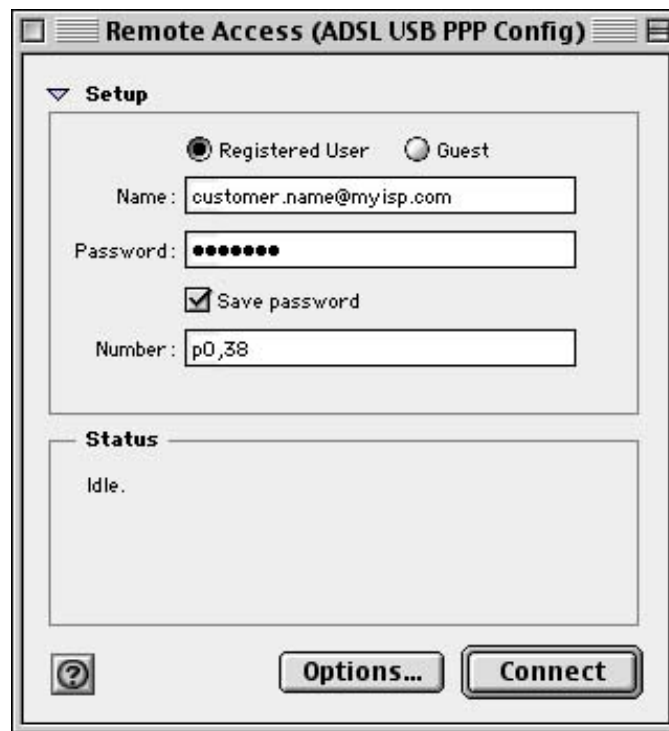 Remote Access (ADSL USB PPP Config)
Setup
Registered User Guest
Name: customer.name@myisp.com
Password: •••••••
Save password
Number: p0,38
Status
Idle.
? Options... Connect